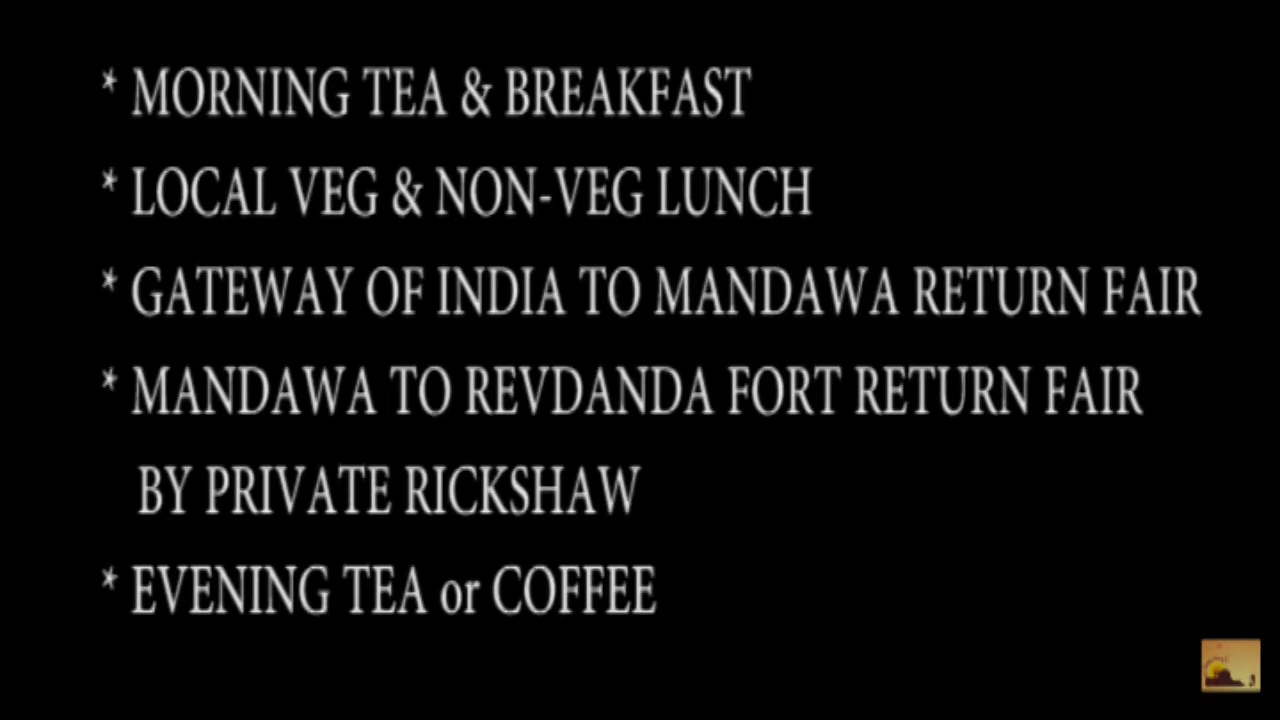 * MORNING TEA & BREAKFAST
* LOCAL VEG & NON-VEG LUNCH
* GATEWAY OF INDIA TO MANDAWA RETURN FAIR
* MANDAWA TO REVDANDA FORT RETURN FAIR
BY PRIVATE RICKSHAW
* EVENING TEA or COFFEE